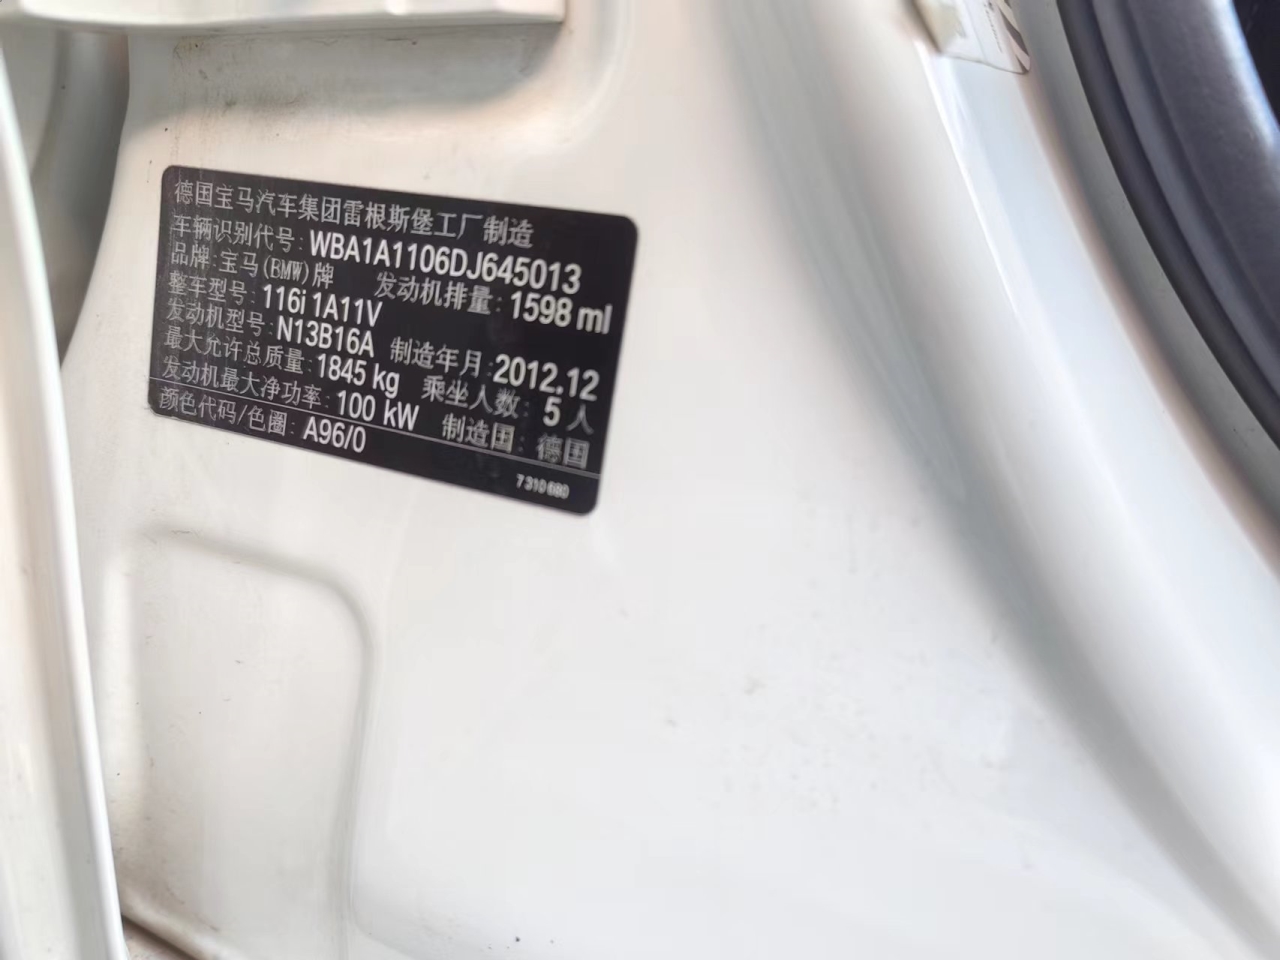 德国宝马汽车集团雷根斯堡工厂制造
车辆识别代号: WBA1A1106DJ645013
品牌: 宝马(BMW)牌 发动机排量: 1598 ml
整车型号: 116i 1A11V
发动机型号: N13B16A 制造年月: 2012.12
最大允许总质量: 1845 kg 乘坐人数: 5 人
发动机最大净功率: 100 kW 制造国: 德国
颜色代码/色圈: A96/0
7 310 680